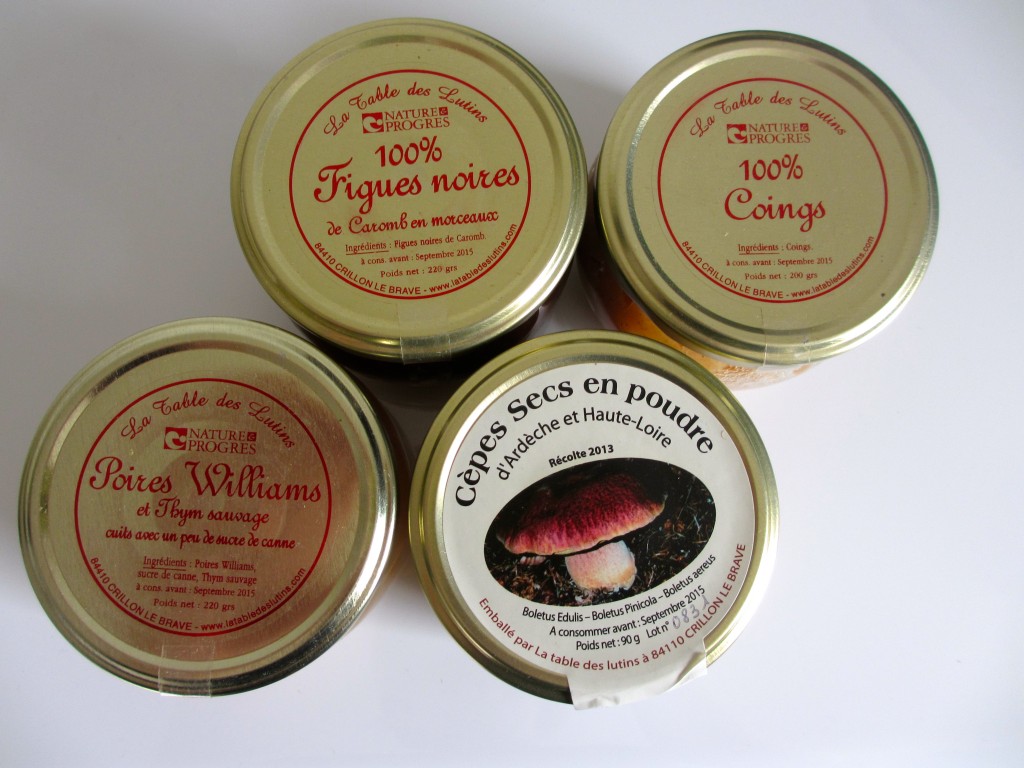 La Table des Lutins
NATURE & PROGRES
100%
Figues noires
de Caromb en morceaux
Ingrédients : Figues noires de Caromb.
à cons. avant : Septembre 2015
Poids net : 220 grs
84410 CRILLON LE BRAVE - www.latabledeslutins.com
La Table des Lutins
NATURE & PROGRES
100%
Coings
Ingrédients : Coings.
à cons. avant : Septembre 2015
Poids net : 200 grs
84410 CRILLON LE BRAVE - www.latabledeslutins.com
La Table des Lutins
NATURE & PROGRES
Poires Williams
et Thym sauvage
cuits avec un peu de sucre de canne
Ingrédients : Poires Williams,
sucre de canne, Thym sauvage
à cons. avant : Septembre 2015
Poids net : 220 grs
84410 CRILLON LE BRAVE - www.latabledeslutins.com
Cèpes Secs en poudre
d'Ardèche et Haute-Loire
Récolte 2013
Boletus Edulis – Boletus Pinicola – Boletus aereus
A consommer avant : Septembre 2015
Poids net : 90 g Lot n°
Emballé par La table des lutins à 84110 CRILLON LE BRAVE